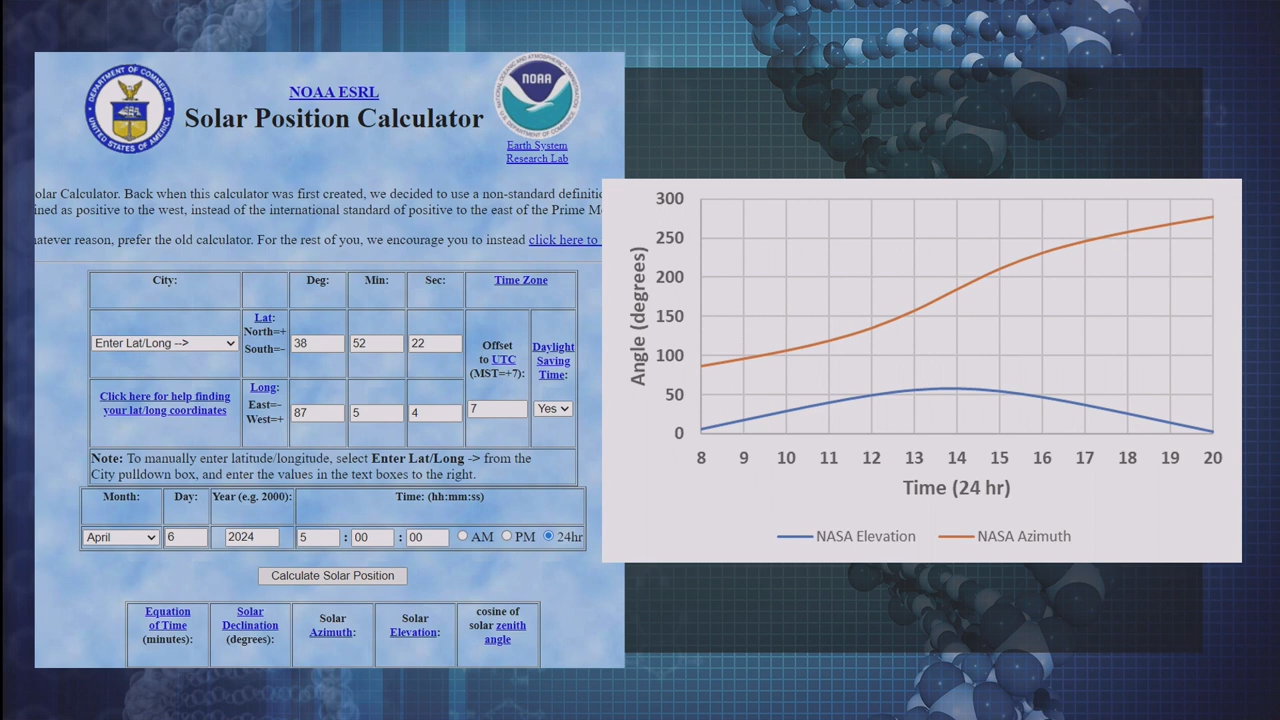 DEPARTMENT OF COMMERCE
UNITED STATES OF AMERICA
NOAA ESRL
Solar Position Calculator
NOAA
Earth System
Research Lab
olar Calculator. Back when this calculator was first created, we decided to use a non-standard definitio
ined as positive to the west, instead of the international standard of positive to the east of the Prime Me
hatever reason, prefer the old calculator. For the rest of you, we encourage you to instead click here to
City:
Deg:
Min:
Sec:
Time Zone
Enter Lat/Long -->
Lat:
North=+
South=-
38
52
22
Offset
to UTC
(MST=+7):
Daylight
Saving
Time:
Click here for help finding
your lat/long coordinates
Long:
East=-
West=+
87
5
4
7
Yes
Note: To manually enter latitude/longitude, select Enter Lat/Long -> from the
City pulldown box, and enter the values in the text boxes to the right.
Month:
Day:
Year (e.g. 2000):
Time: (hh:mm:ss)
April
6
2024
5 : 00 : 00 AM PM 24hr
Calculate Solar Position
Equation
of Time
(minutes):
Solar
Declination
(degrees):
Solar
Azimuth:
Solar
Elevation:
cosine of
solar zenith
angle
300
250
200
150
100
50
0
Angle (degrees)
8 9 10 11 12 13 14 15 16 17 18 19 20
Time (24 hr)
NASA Elevation
NASA Azimuth